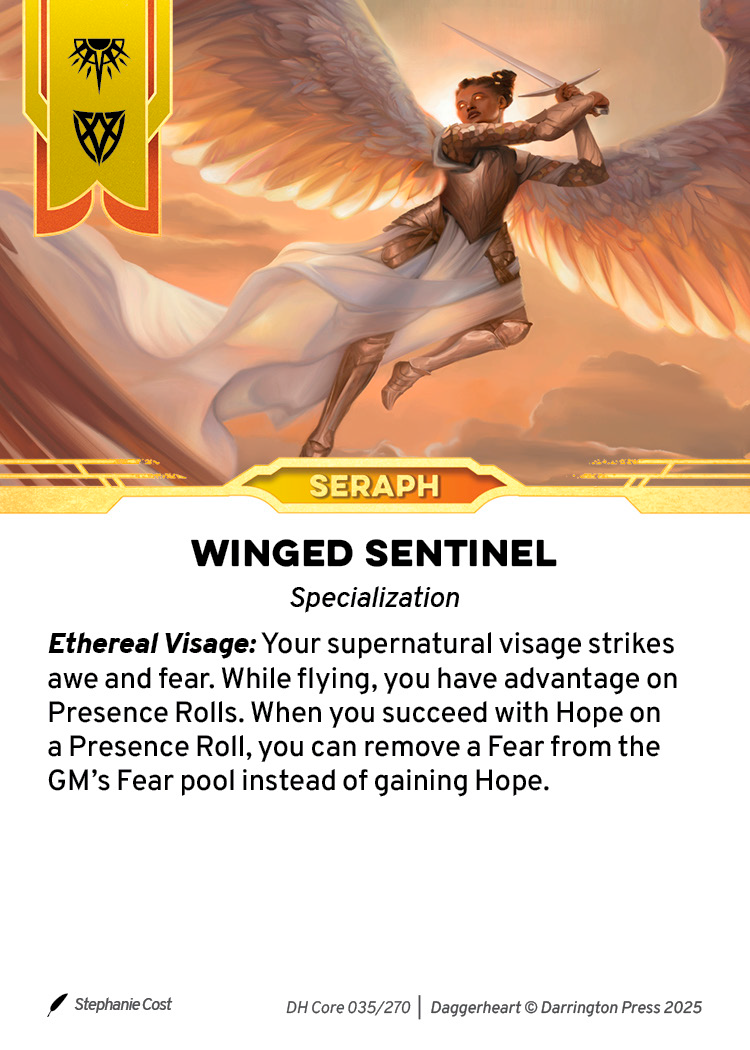 SERAPH
WINGED SENTINEL
Specialization
Ethereal Visage: Your supernatural visage strikes
awe and fear. While flying, you have advantage on
Presence Rolls. When you succeed with Hope on
a Presence Roll, you can remove a Fear from the
GM’s Fear pool instead of gaining Hope.
Stephanie Cost
DH Core 035/270 | Daggerheart © Darrington Press 2025